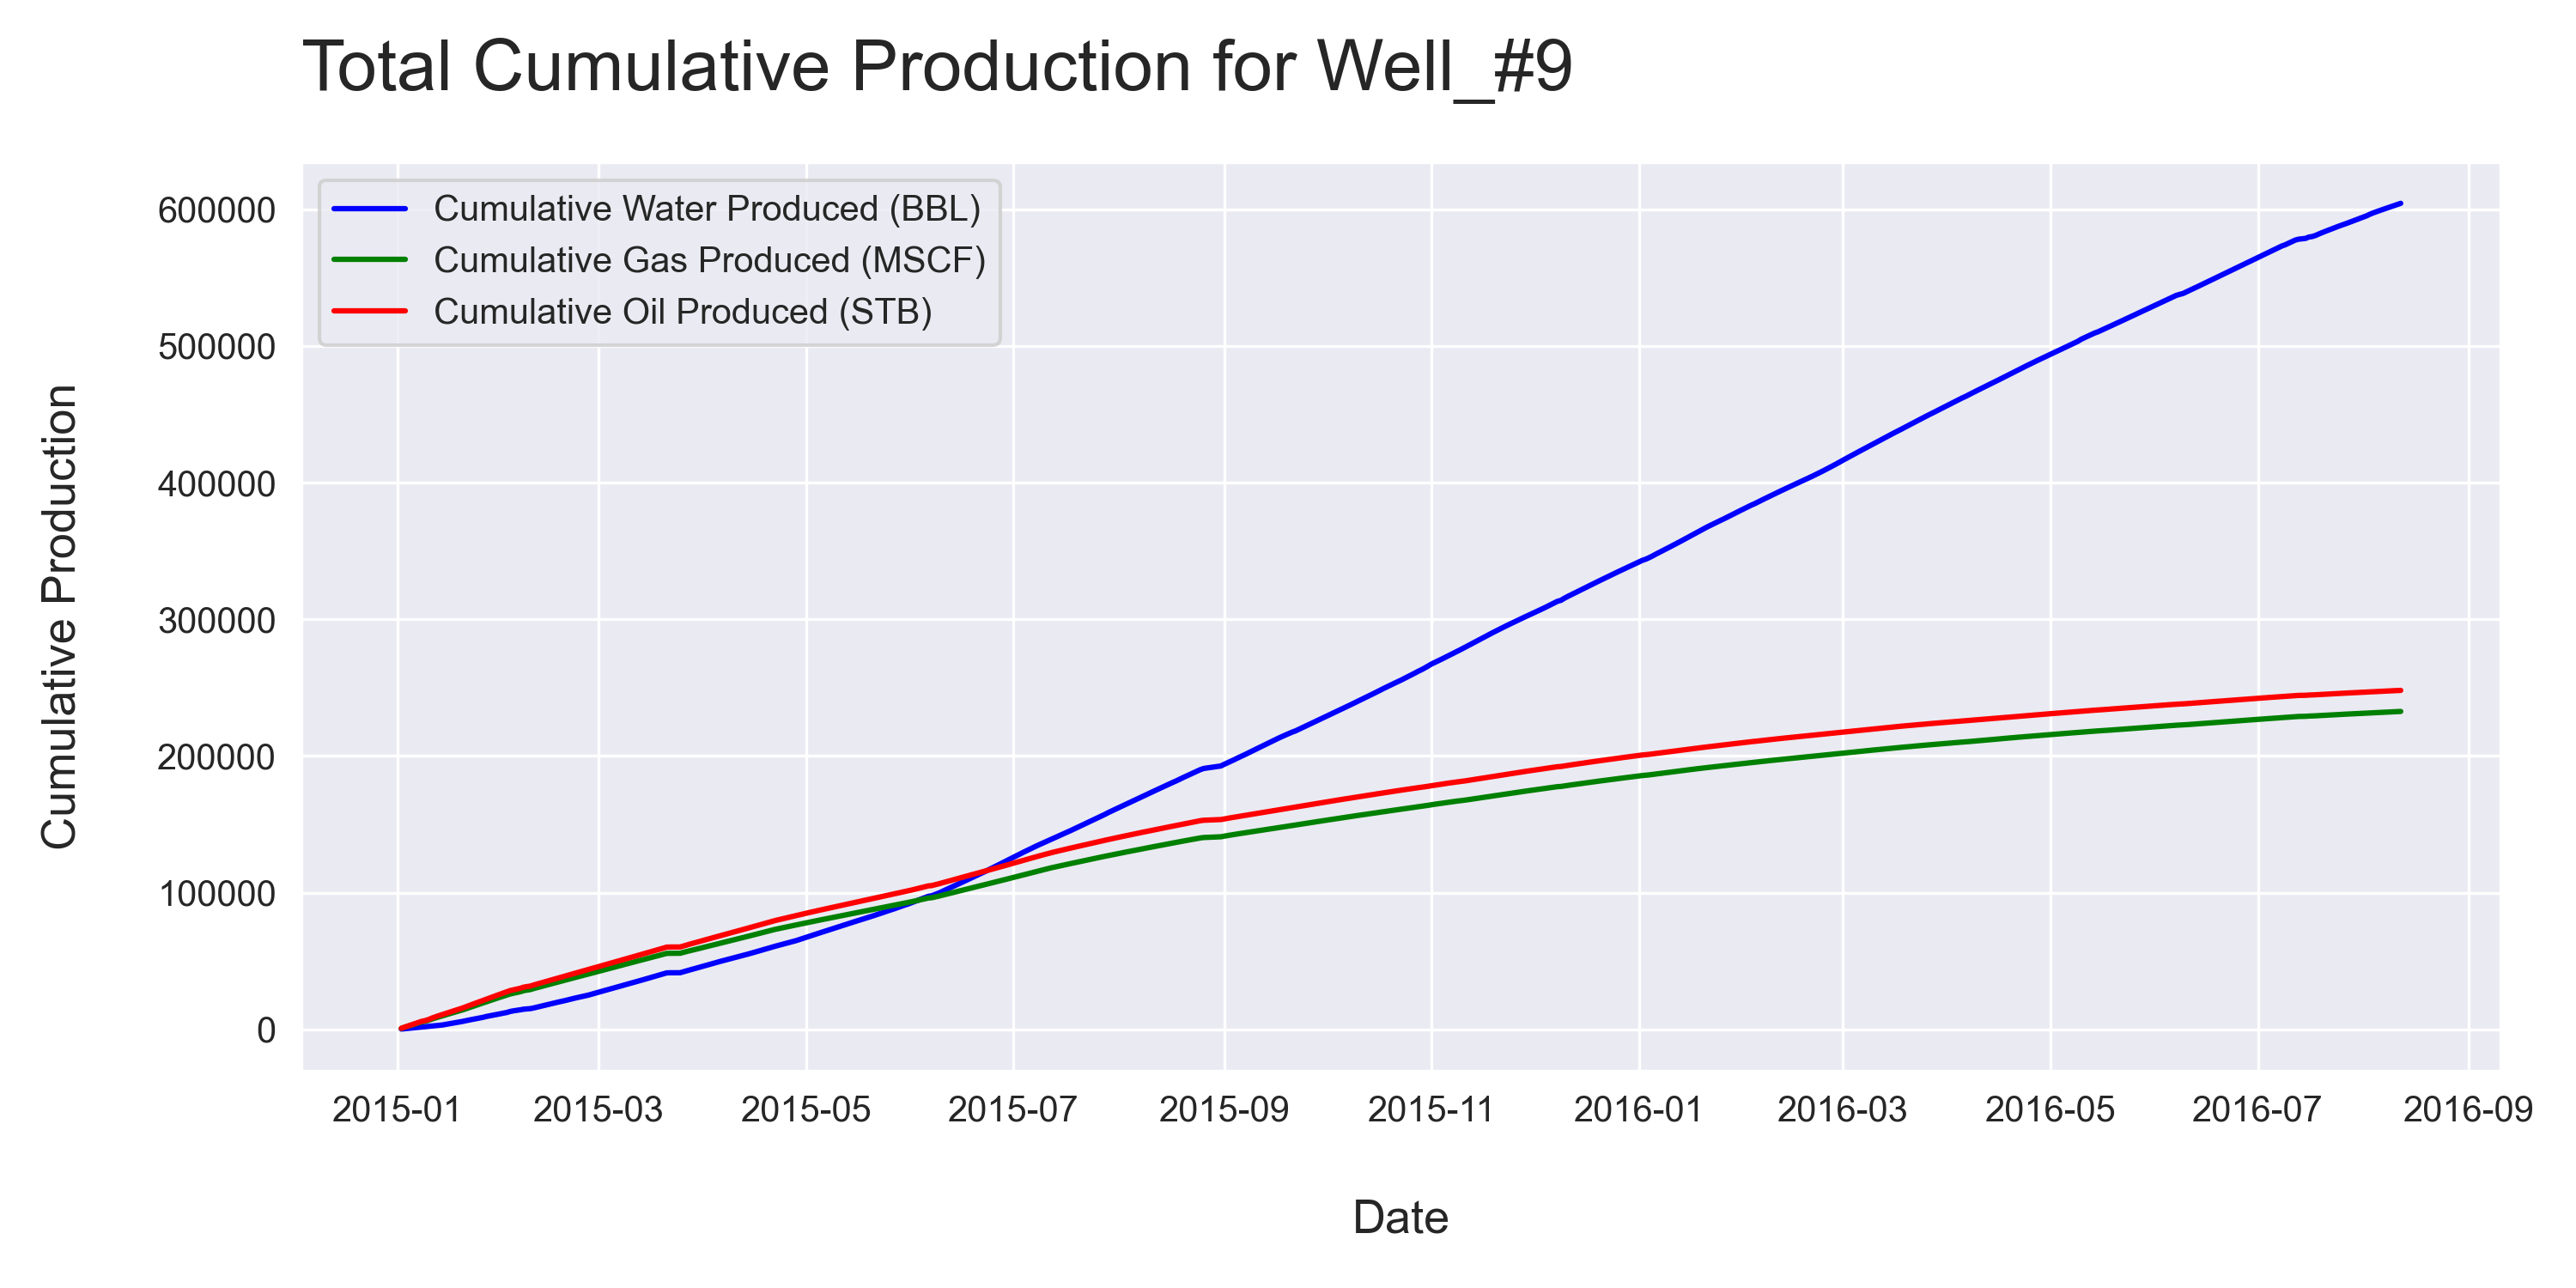 Total Cumulative Production for Well_#9
Cumulative Water Produced (BBL)
Cumulative Gas Produced (MSCF)
Cumulative Oil Produced (STB)
Cumulative Production
600000
500000
400000
300000
200000
100000
0
2015-01 2015-03 2015-05 2015-07 2015-09 2015-11 2016-01 2016-03 2016-05 2016-07 2016-09
Date